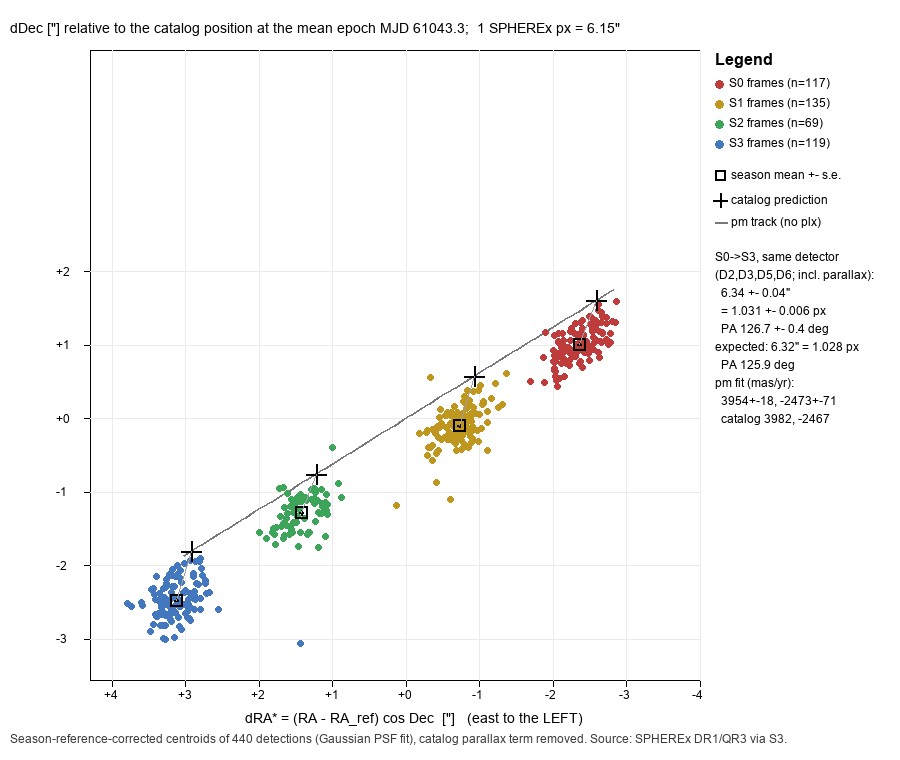 dDec ["] relative to the catalog position at the mean epoch MJD 61043.3;  1 SPHEREx px = 6.15"
Legend
S0 frames (n=117)
S1 frames (n=135)
S2 frames (n=69)
S3 frames (n=119)
season mean +- s.e.
catalog prediction
pm track (no plx)
S0->S3, same detector
(D2,D3,D5,D6; incl. parallax):
6.34 +- 0.04"
= 1.031 +- 0.006 px
PA 126.7 +- 0.4 deg
expected: 6.32" = 1.028 px
PA 125.9 deg
pm fit (mas/yr):
3954+-18, -2473+-71
catalog 3982, -2467
+2
+1
+0
-1
-2
-3
+4 +3 +2 +1 +0 -1 -2 -3 -4
dRA* = (RA - RA_ref) cos Dec  ["]   (east to the LEFT)
Season-reference-corrected centroids of 440 detections (Gaussian PSF fit), catalog parallax term removed. Source: SPHEREx DR1/QR3 via S3.